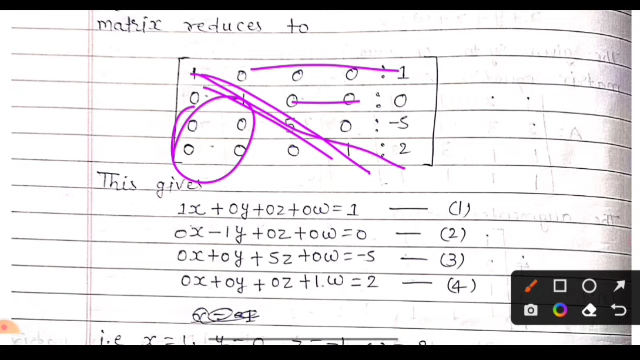 matrix reduces to
1 0 0 0 : 1
0 0 0 : 0
0 0 0 : -5
0 0 0 1 : 2
This gives
1x + 0y + 0z + 0w = 1 — (1)
0x - 1y + 0z + 0w = 0 — (2)
0x + 0y + 5z + 0w = -5 — (3)
0x + 0y + 0z + 1.w = 2 — (4)
i.e x = 1,